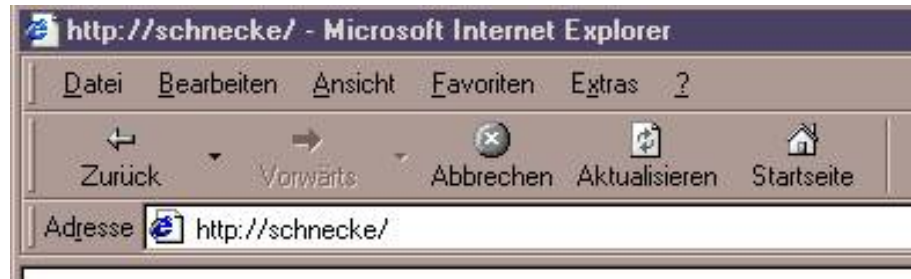 http://schnecke/ - Microsoft Internet Explorer
Datei Bearbeiten Ansicht Favoriten Extras ?
Zurück Vorwärts Abbrechen Aktualisieren Startseite
Adresse http://schnecke/